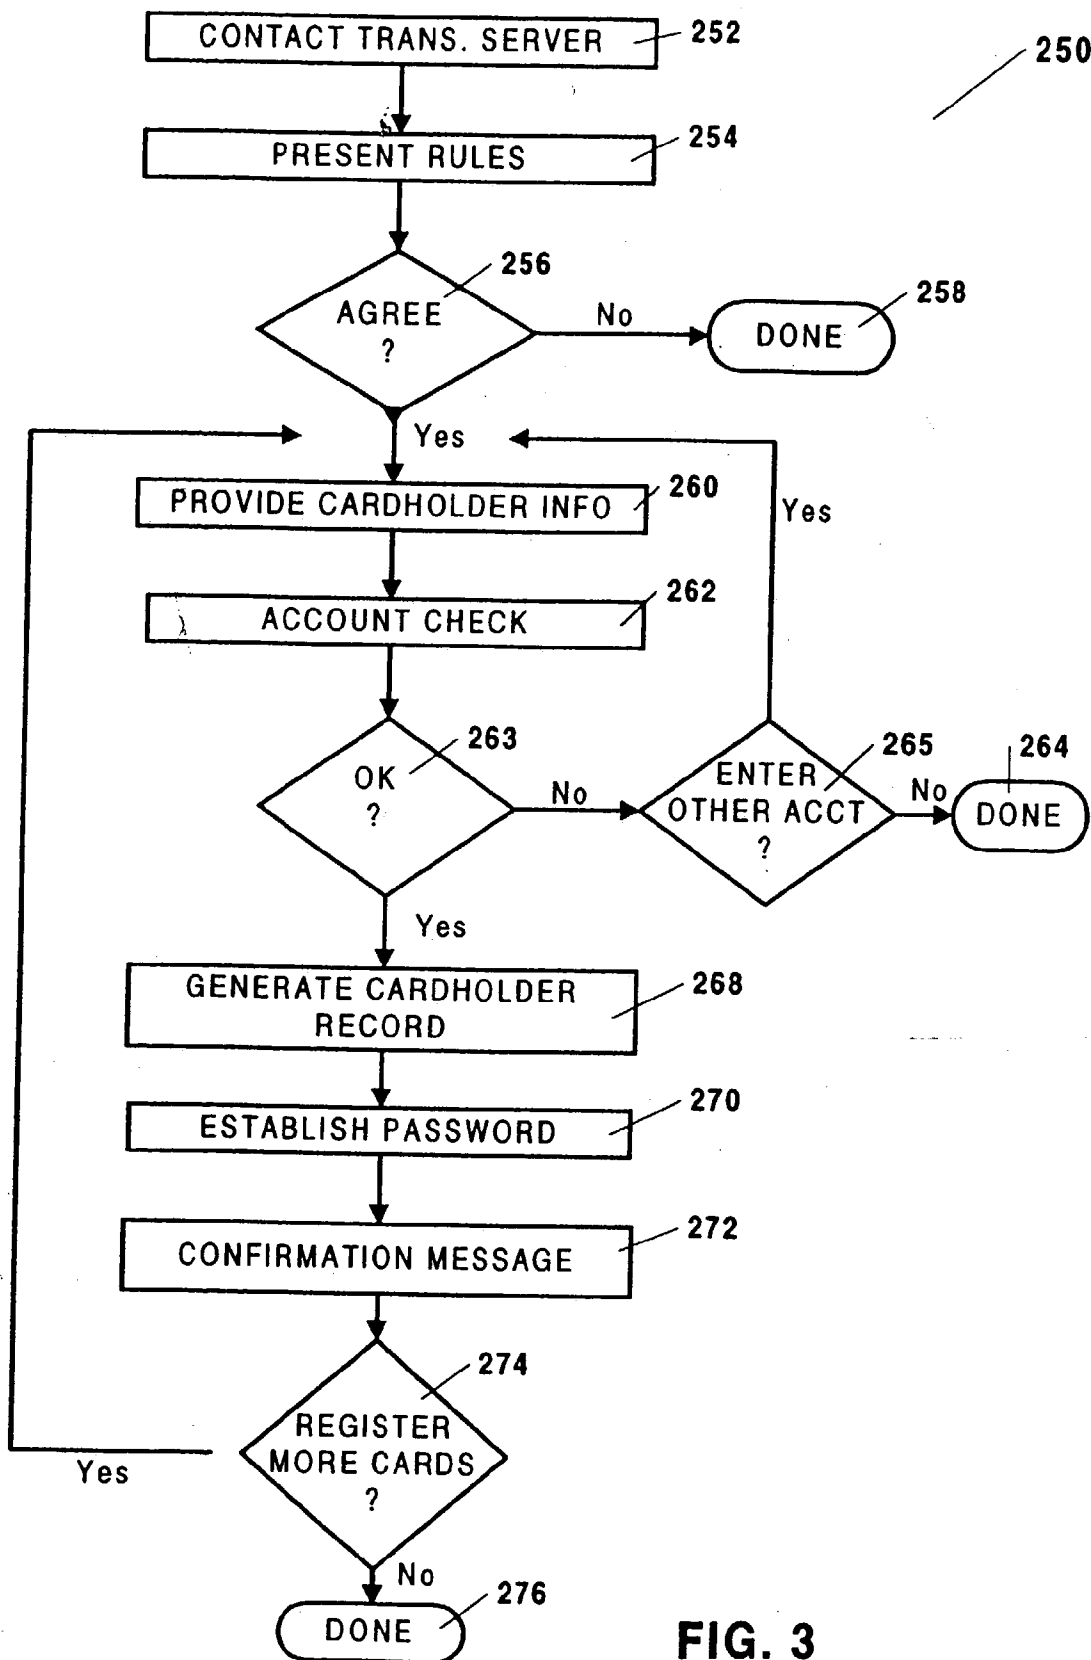 CONTACT TRANS. SERVER
252
250
PRESENT RULES
254
AGREE
?
256
No
DONE
258
Yes
PROVIDE CARDHOLDER INFO
260
Yes
ACCOUNT CHECK
262
OK
?
263
No
ENTER
OTHER ACCT
?
265
No
DONE
264
Yes
GENERATE CARDHOLDER
RECORD
268
ESTABLISH PASSWORD
270
CONFIRMATION MESSAGE
272
REGISTER
MORE CARDS
?
274
Yes
No
DONE
276
FIG. 3